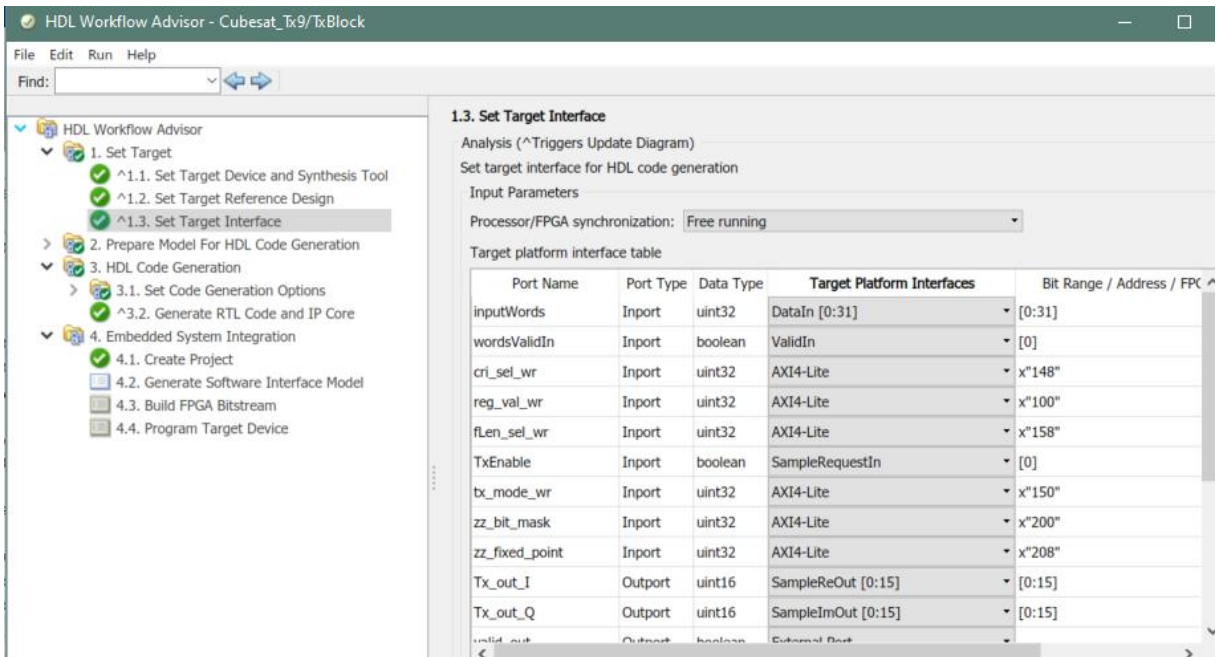 HDL Workflow Advisor - Cubesat_Tx9/TxBlock
File Edit Run Help
Find:
HDL Workflow Advisor
1. Set Target
^1.1. Set Target Device and Synthesis Tool
^1.2. Set Target Reference Design
^1.3. Set Target Interface
2. Prepare Model For HDL Code Generation
3. HDL Code Generation
3.1. Set Code Generation Options
^3.2. Generate RTL Code and IP Core
4. Embedded System Integration
4.1. Create Project
4.2. Generate Software Interface Model
4.3. Build FPGA Bitstream
4.4. Program Target Device
1.3. Set Target Interface
Analysis (^Triggers Update Diagram)
Set target interface for HDL code generation
Input Parameters
Processor/FPGA synchronization: Free running
Target platform interface table
Port Name Port Type Data Type Target Platform Interfaces Bit Range / Address / FPG
inputWords Inport uint32 DataIn [0:31] [0:31]
wordsValidIn Inport boolean ValidIn [0]
cri_sel_wr Inport uint32 AXI4-Lite x"148"
reg_val_wr Inport uint32 AXI4-Lite x"100"
fLen_sel_wr Inport uint32 AXI4-Lite x"158"
TxEnable Inport boolean SampleRequestIn [0]
tx_mode_wr Inport uint32 AXI4-Lite x"150"
zz_bit_mask Inport uint32 AXI4-Lite x"200"
zz_fixed_point Inport uint32 AXI4-Lite x"208"
Tx_out_I Outport uint16 SampleReOut [0:15] [0:15]
Tx_out_Q Outport uint16 SampleImOut [0:15] [0:15]
valid_out Outport boolean External Port